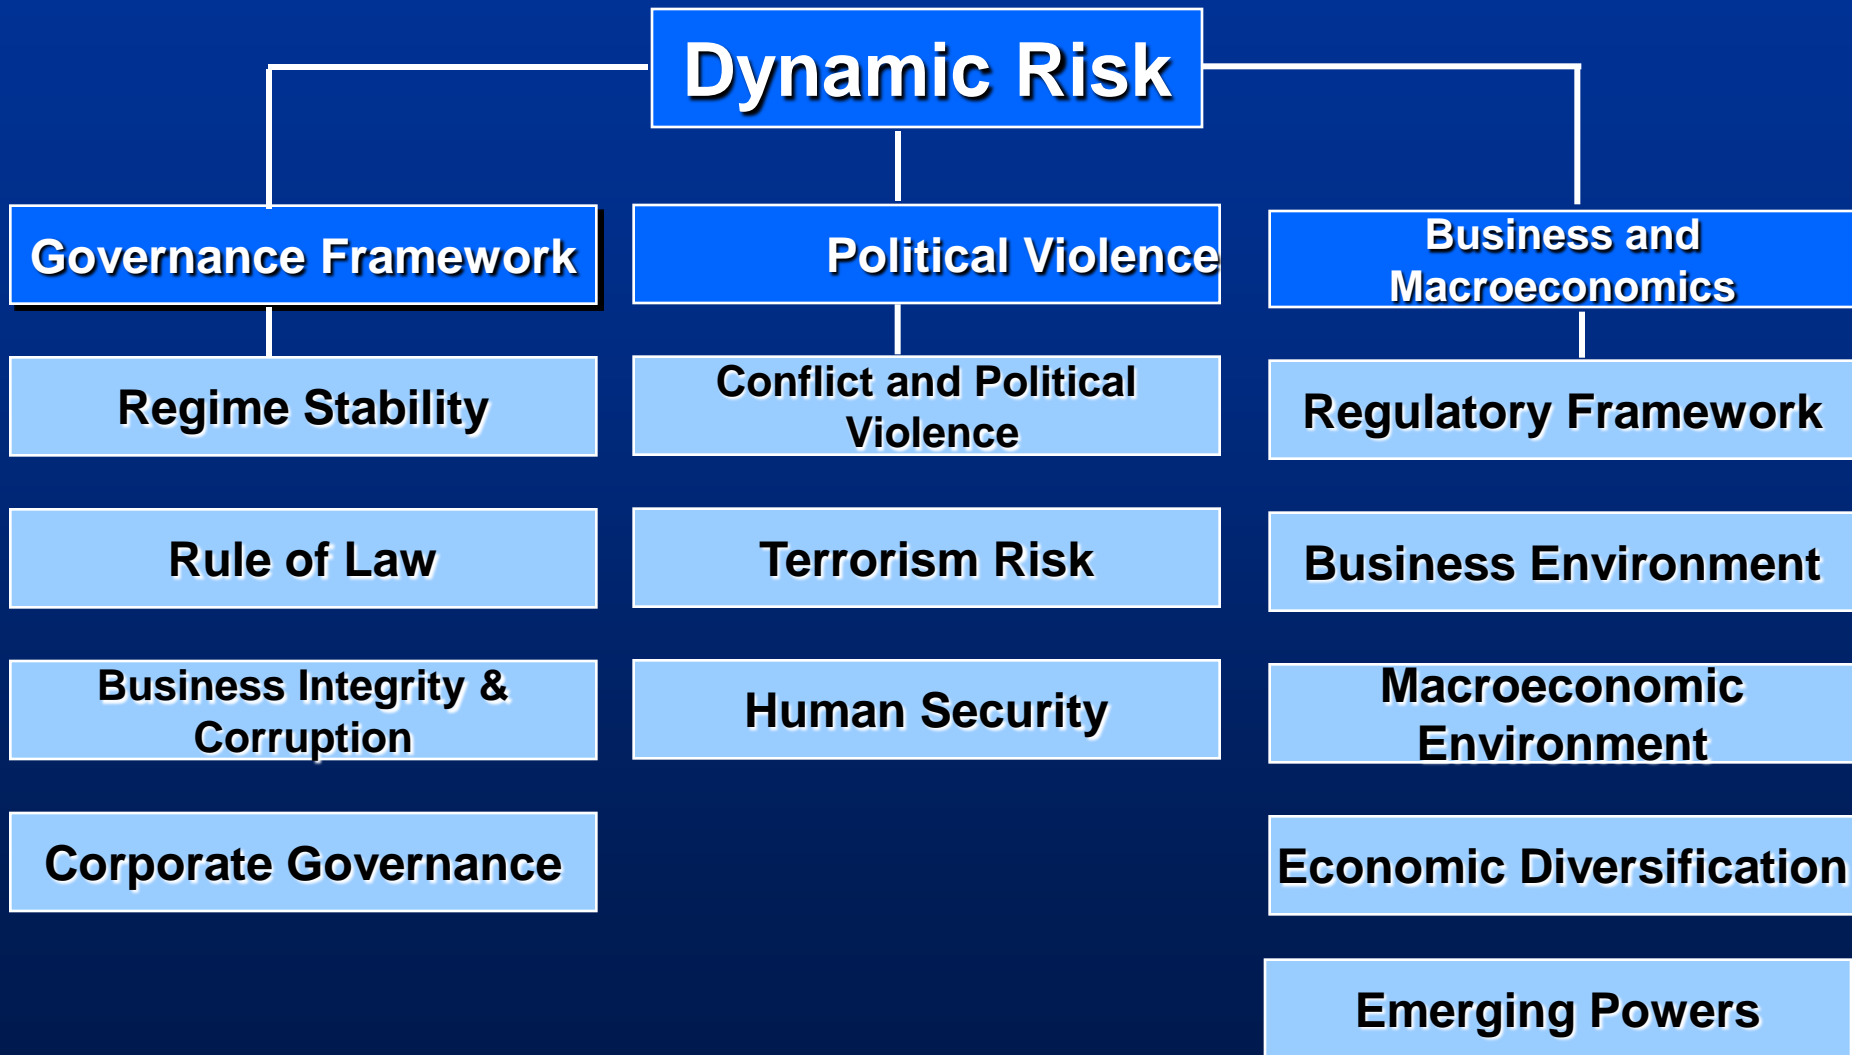 Dynamic Risk
Governance Framework
Regime Stability
Rule of Law
Business Integrity &
Corruption
Corporate Governance
Political Violence
Conflict and Political
Violence
Terrorism Risk
Human Security
Business and
Macroeconomics
Regulatory Framework
Business Environment
Macroeconomic
Environment
Economic Diversification
Emerging Powers